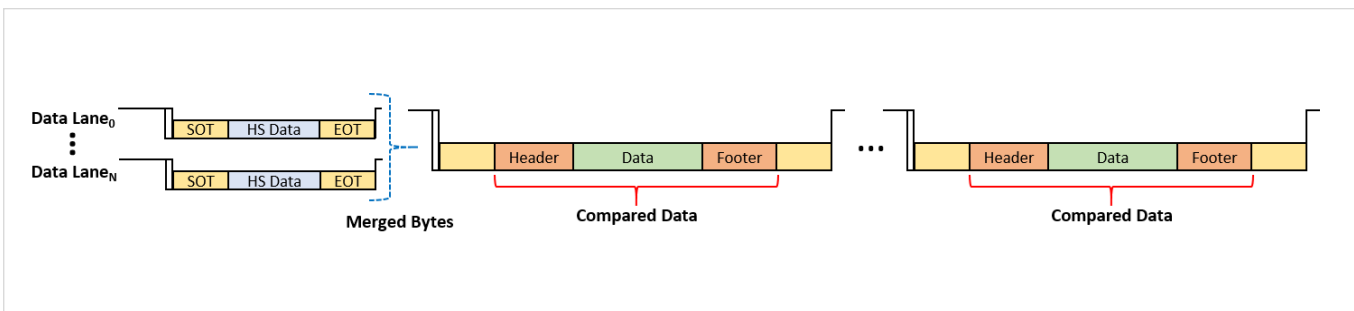 Data Lane0
SOT HS Data EOT
Data LaneN
SOT HS Data EOT
Merged Bytes
Header Data Footer
Compared Data
...
Header Data Footer
Compared Data